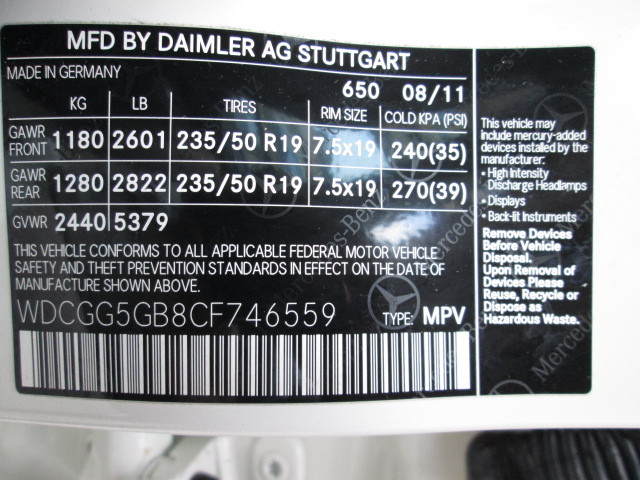 MFD BY DAIMLER AG STUTTGART
MADE IN GERMANY 650 08/11
KG LB TIRES RIM SIZE COLD KPA (PSI)
GAWR FRONT 1180 2601 235/50 R19 7.5x19 240(35)
GAWR REAR 1280 2822 235/50 R19 7.5x19 270(39)
GVWR 2440 5379
THIS VEHICLE CONFORMS TO ALL APPLICABLE FEDERAL MOTOR VEHICLE
SAFETY AND THEFT PREVENTION STANDARDS IN EFFECT ON THE DATE OF
MANUFACTURE SHOWN ABOVE.
WDCGG5GB8CF746559 TYPE: MPV
This vehicle may
include mercury-added
devices installed by the
manufacturer:
• High Intensity
Discharge Headlamps
• Displays
• Back-lit Instruments
Remove Devices
Before Vehicle
Disposal.
Upon Removal of
Devices Please
Reuse, Recycle or
Dispose as
Hazardous Waste.
Mercedes-Benz